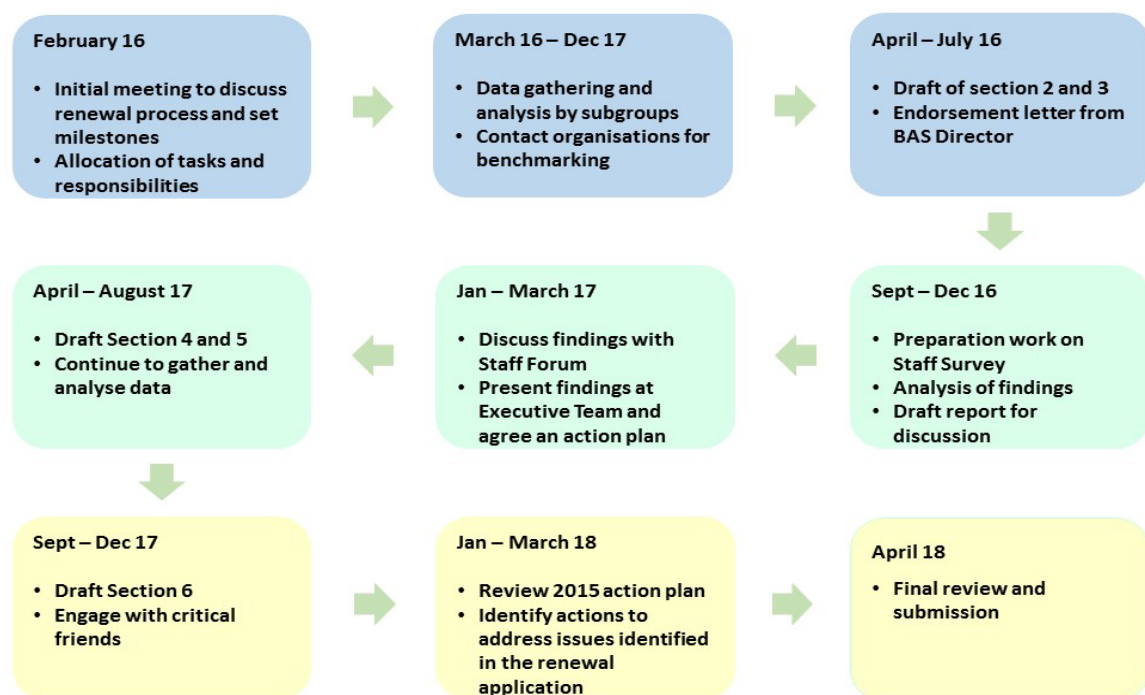 February 16
• Initial meeting to discuss
renewal process and set
milestones
• Allocation of tasks and
responsibilities
March 16 – Dec 17
• Data gathering and
analysis by subgroups
• Contact organisations for
benchmarking
April – July 16
• Draft of section 2 and 3
• Endorsement letter from
BAS Director
Sept – Dec 16
• Preparation work on
Staff Survey
• Analysis of findings
• Draft report for
discussion
Jan – March 17
• Discuss findings with
Staff Forum
• Present findings at
Executive Team and
agree an action plan
April – August 17
• Draft Section 4 and 5
• Continue to gather and
analyse data
Sept – Dec 17
• Draft Section 6
• Engage with critical
friends
Jan – March 18
• Review 2015 action plan
• Identify actions to
address issues identified
in the renewal
application
April 18
• Final review and
submission